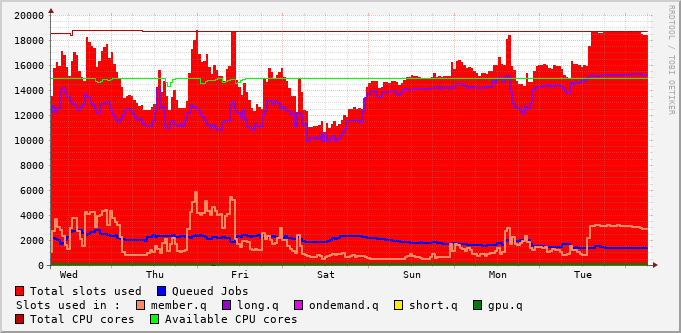 20000
18000
16000
14000
12000
10000
8000
6000
4000
2000
0
Wed Thu Fri Sat Sun Mon Tue
RRDTOOL / TOBI OETIKER
Total slots used Queued Jobs
Slots used in : member.q long.q ondemand.q short.q gpu.q
Total CPU cores Available CPU cores